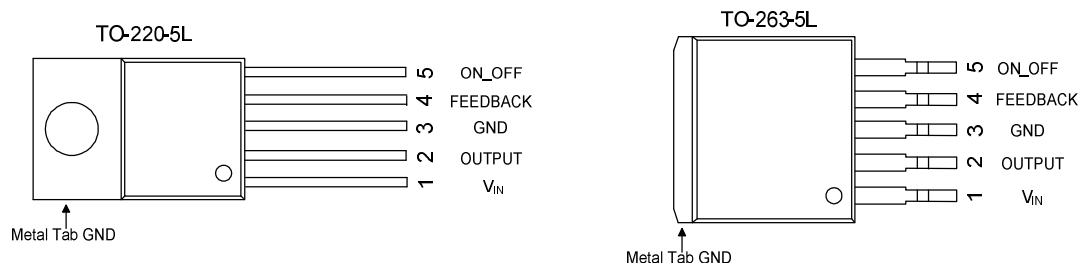 TO-220-5L
5 ON_OFF
4 FEEDBACK
3 GND
2 OUTPUT
1 VIN
Metal Tab GND
TO-263-5L
5 ON_OFF
4 FEEDBACK
3 GND
2 OUTPUT
1 VIN
Metal Tab GND